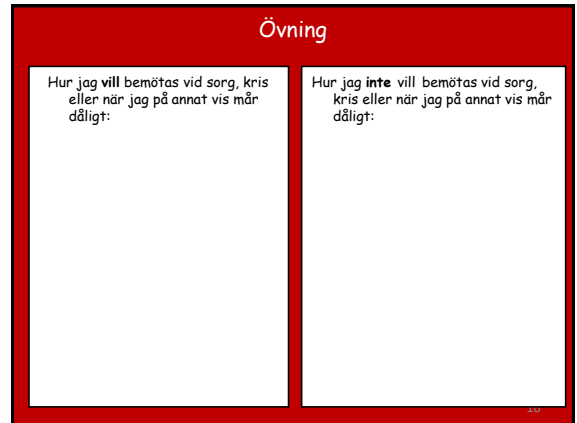 Övning
Hur jag vill bemötas vid sorg, kris
eller när jag på annat vis mår
dåligt:
Hur jag inte vill bemötas vid sorg,
kris eller när jag på annat vis mår
dåligt: